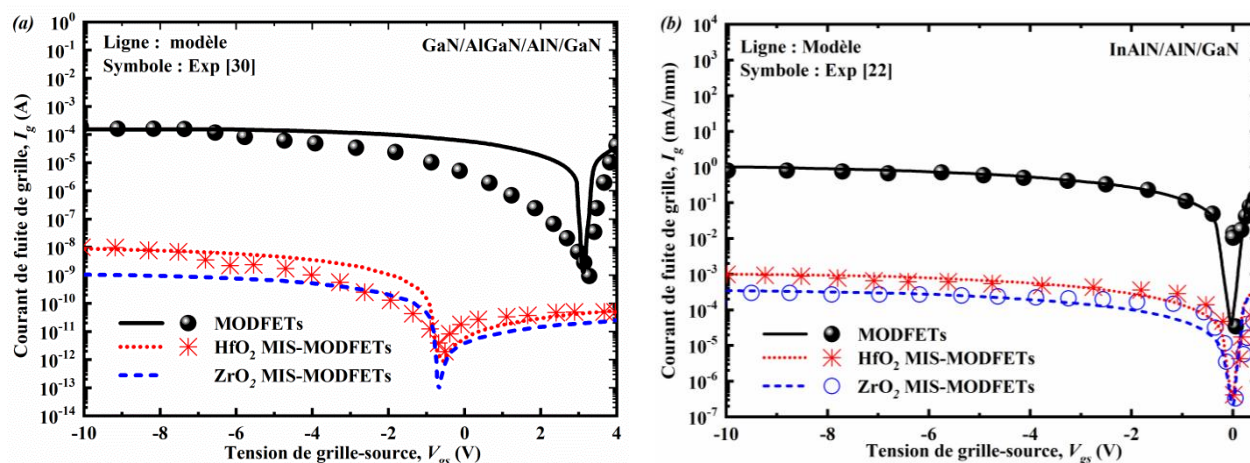 (a)
Ligne : modèle
Symbole : Exp [30]
GaN/AlGaN/AlN/GaN
Courant de fuite de grille, I_g (A)
10^0
10^-1
10^-2
10^-3
10^-4
10^-5
10^-6
10^-7
10^-8
10^-9
10^-10
10^-11
10^-12
10^-13
10^-14
MODFETs
HfO₂ MIS-MODFETs
ZrO₂ MIS-MODFETs
-10 -8 -6 -4 -2 0 2 4
Tension de grille-source, V_gs (V)
(b)
Ligne : Modèle
Symbole : Exp [22]
InAlN/AlN/GaN
Courant de fuite de grille, I_g (mA/mm)
10^4
10^3
10^2
10^1
10^0
10^-1
10^-2
10^-3
10^-4
10^-5
10^-6
10^-7
MODFETs
HfO₂ MIS-MODFETs
ZrO₂ MIS-MODFETs
-10 -8 -6 -4 -2 0
Tension de grille-source, V_gs (V)